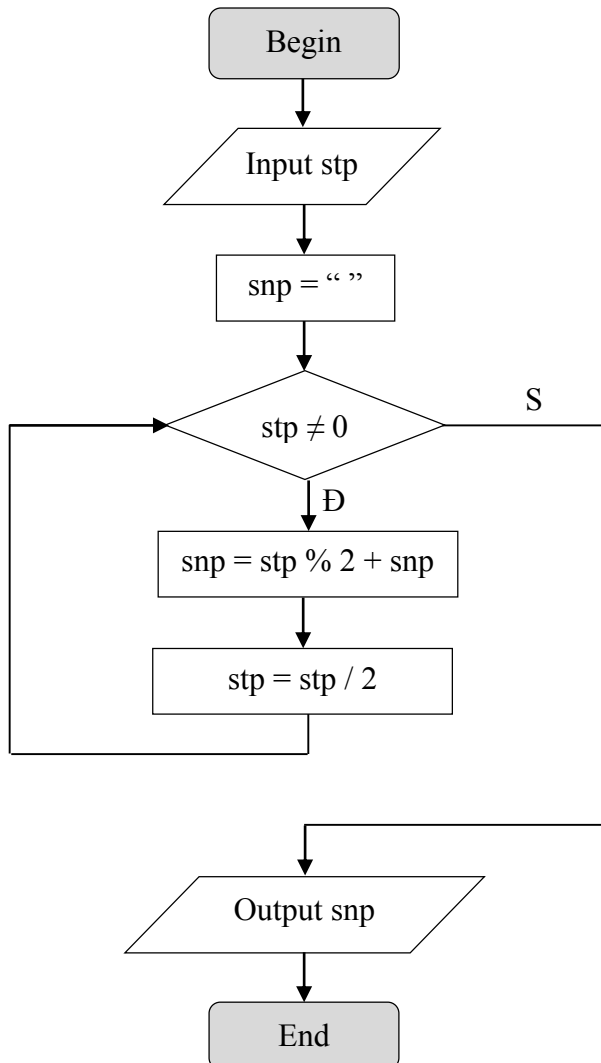 Begin
Input stp
snp = “ ”
stp ≠ 0
S
Đ
snp = stp % 2 + snp
stp = stp / 2
Output snp
End